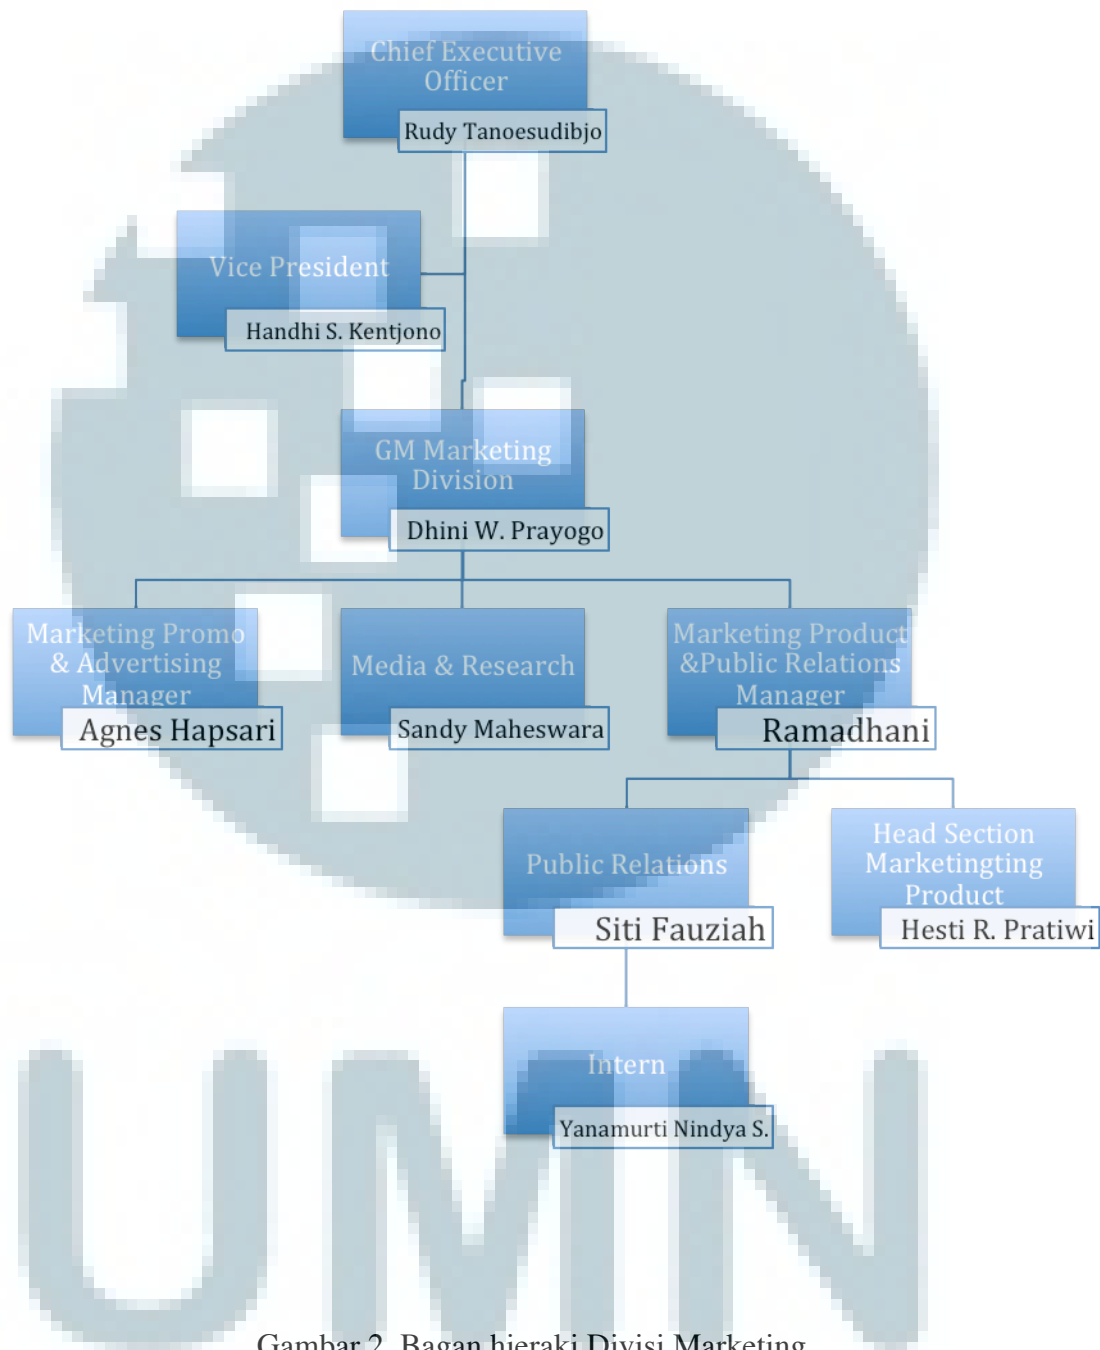 Chief Executive
Officer
Rudy Tanoesudibjo
Vice President
Handhi S. Kentjono
GM Marketing
Division
Dhini W. Prayogo
Marketing Promo
& Advertising
Manager
Agnes Hapsari
Media & Research
Sandy Maheswara
Marketing Product
&Public Relations
Manager
Ramadhani
Public Relations
Siti Fauziah
Head Section
Marketingting
Product
Hesti R. Pratiwi
Intern
Yanamurti Nindya S.
UMN
Gambar 2. Bagan hieraki Divisi Marketing